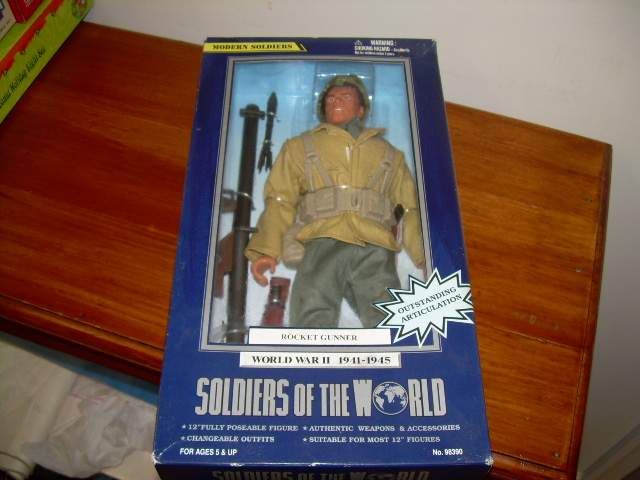 MODERN SOLDIERS
WARNING:
CHOKING HAZARD
OUTSTANDING
ARTICULATION
ROCKET GUNNER
WORLD WAR II 1941-1945
SOLDIERS OF THE WORLD
★ 12" FULLY POSEABLE FIGURE ★ AUTHENTIC WEAPONS & ACCESSORIES
★ CHANGEABLE OUTFITS ★ SUITABLE FOR MOST 12" FIGURES
FOR AGES 5 & UP No. 98390
SOLDIERS OF THE WORLD